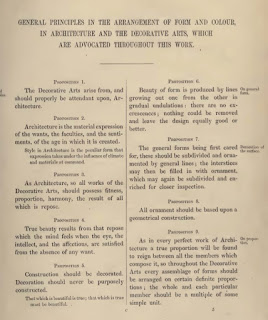 GENERAL PRINCIPLES IN THE ARRANGEMENT OF FORM AND COLOUR,
IN ARCHITECTURE AND THE DECORATIVE ARTS, WHICH
ARE ADVOCATED THROUGHOUT THIS WORK.
PROPOSITION 1.
The Decorative Arts arise from, and
should properly be attendant upon, Ar-
chitecture.
PROPOSITION 2.
Architecture is the material expression
of the wants, the faculties, and the senti-
ments, of the age in which it is created.
Style in Architecture is the peculiar form that
expression takes under the influence of climate
and materials at command.
PROPOSITION 3.
As Architecture, so all works of the
Decorative Arts, should possess fitness,
proportion, harmony, the result of all
which is repose.
PROPOSITION 4.
True beauty results from that repose
which the mind feels when the eye, the
intellect, and the affections, are satisfied
from the absence of any want.
PROPOSITION 5.
Construction should be decorated.
Decoration should never be purposely
constructed.
That which is beautiful is true; that which is true
must be beautiful.
PROPOSITION 6.
Beauty of form is produced by lines
growing out one from the other in
gradual undulations: there are no ex-
crescences; nothing could be removed
and leave the design equally good or
better.
On general
form.
PROPOSITION 7.
The general forms being first cared
for, these should be subdivided and orna-
mented by general lines; the interstices
may then be filled in with ornament,
which may again be subdivided and en-
riched for closer inspection.
Decoration of
the surface.
PROPOSITION 8.
All ornament should be based upon a
geometrical construction.
PROPOSITION 9.
As in every perfect work of Architec-
ture a true proportion will be found
to reign between all the members which
compose it, so throughout the Decorative
Arts every assemblage of forms should
be arranged on certain definite propor-
tions; the whole and each particular
member should be a multiple of some
simple unit.
On propor-
tion.